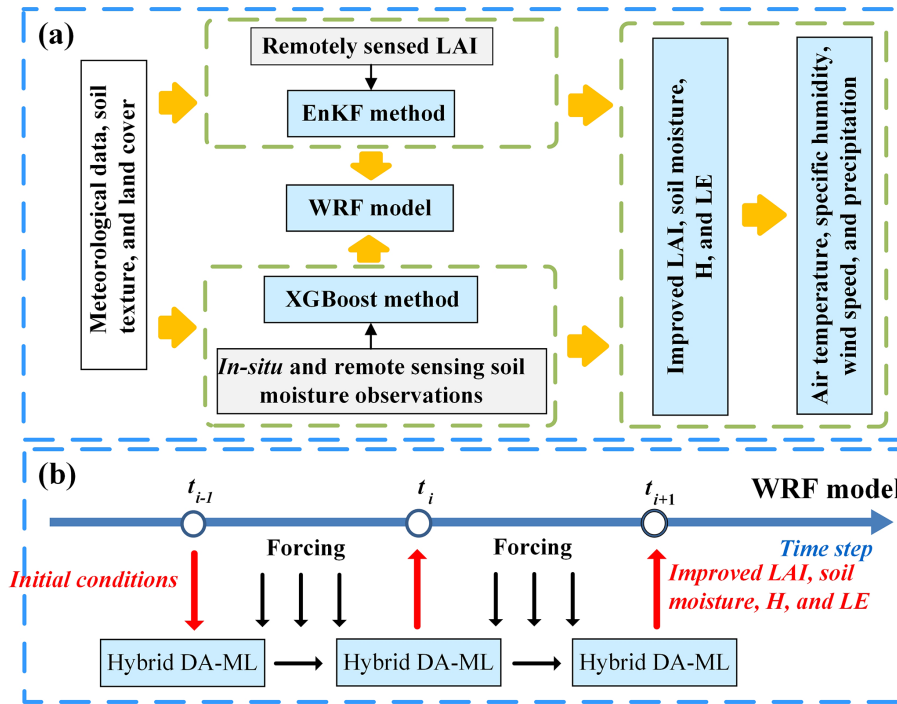 (a)
Meteorological data, soil
texture, and land cover
Remotely sensed LAI
EnKF method
WRF model
XGBoost method
In-situ and remote sensing soil
moisture observations
Improved LAI, soil moisture,
H, and LE
Air temperature, specific humidity,
wind speed, and precipitation
(b)
t i-1
t i
t i+1
WRF model
Time step
Initial conditions
Forcing
Forcing
Improved LAI, soil
moisture, H, and LE
Hybrid DA-ML
Hybrid DA-ML
Hybrid DA-ML